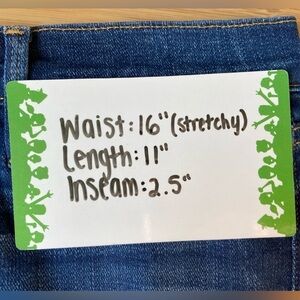 Waist: 16" (stretchy)
Length: 11"
Inseam: 2.5"